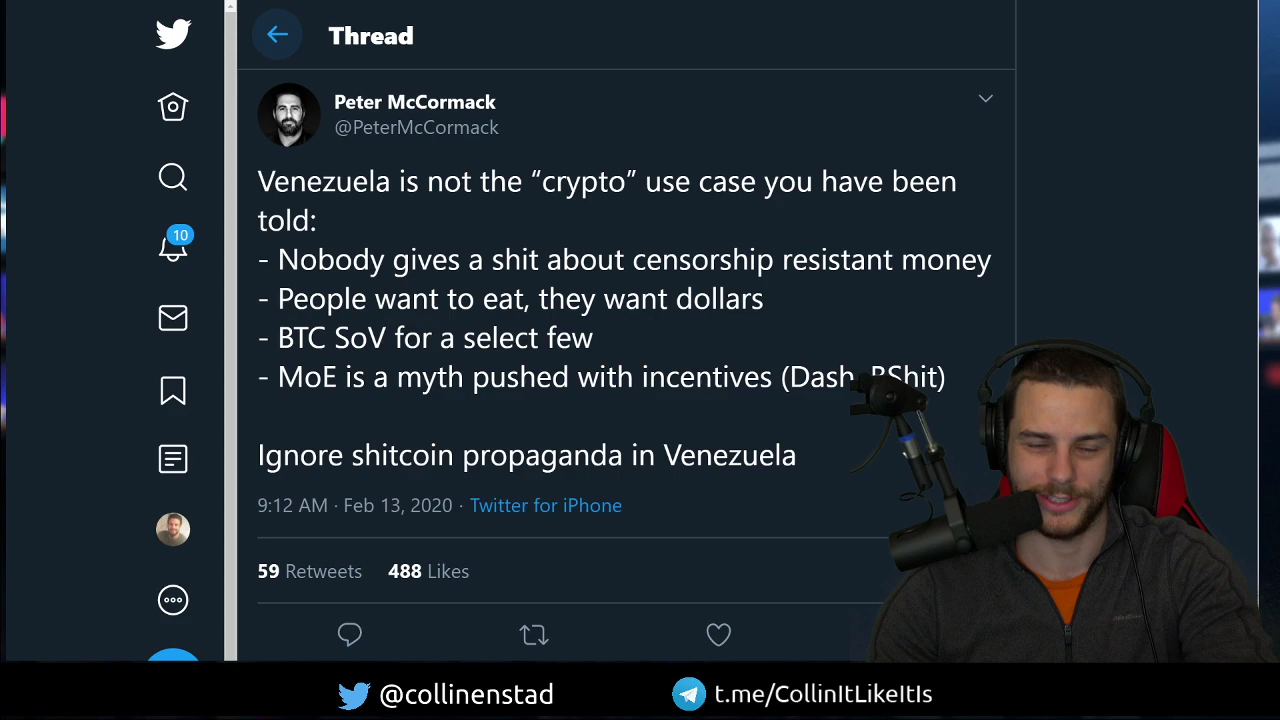 Thread
Peter McCormack
@PeterMcCormack
Venezuela is not the “crypto” use case you have been
told:
- Nobody gives a shit about censorship resistant money
- People want to eat, they want dollars
- BTC SoV for a select few
- MoE is a myth pushed with incentives (Dash, BShit)
Ignore shitcoin propaganda in Venezuela
9:12 AM · Feb 13, 2020 · Twitter for iPhone
10
59 Retweets 488 Likes
@collinenstad
t.me/CollinItLikeItIs